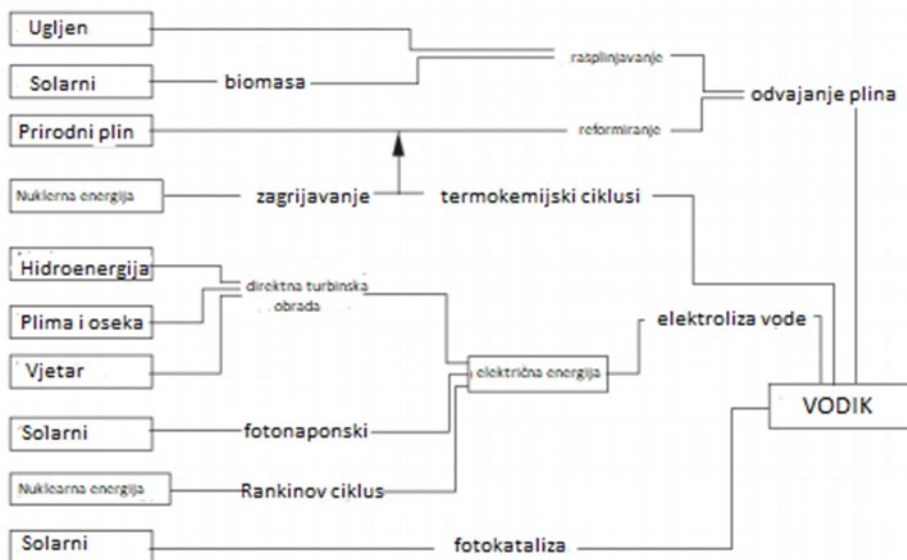 Ugljen
rasplinjavanje
Solarni
biomasa
odvajanje plina
Prirodni plin
reformiranje
Nuklerna energija
zagrijavanje
termokemijski ciklusi
Hidroenergija
direktna turbinska
obrada
Plima i oseka
elektroliza vode
Vjetar
električna energija
VODIK
Solarni
fotonaponski
Nuklearna energija
Rankinov ciklus
Solarni
fotokataliza